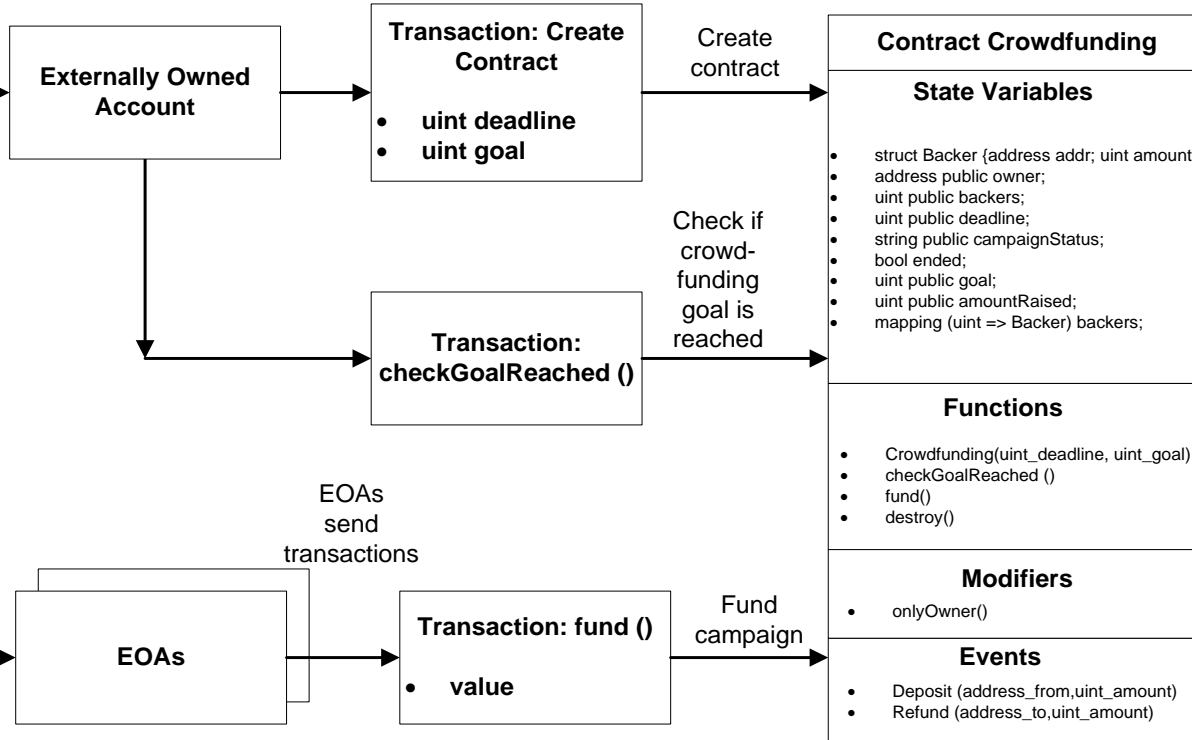 Externally Owned
Account
Transaction: Create
Contract
• uint deadline
• uint goal
Create
contract
Check if
crowd-
funding
goal is
reached
Transaction:
checkGoalReached ()
EOAs
send
transactions
EOAs
Transaction: fund ()
• value
Fund
campaign
Contract Crowdfunding
State Variables
• struct Backer {address addr; uint amount
• address public owner;
• uint public backers;
• uint public deadline;
• string public campaignStatus;
• bool ended;
• uint public goal;
• uint public amountRaised;
• mapping (uint => Backer) backers;
Functions
• Crowdfunding(uint_deadline, uint_goal)
• checkGoalReached ()
• fund()
• destroy()
Modifiers
• onlyOwner()
Events
• Deposit (address_from,uint_amount)
• Refund (address_to,uint_amount)